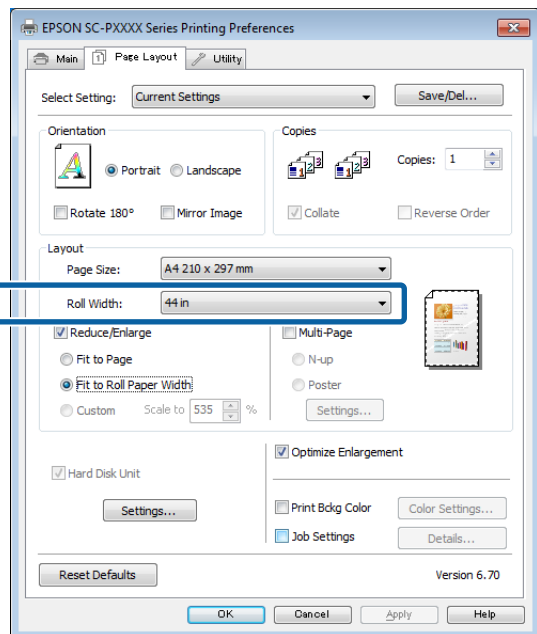 EPSON SC-PXXXX Series Printing Preferences
Main
Page Layout
Utility
Select Setting: Current Settings Save/Del...
Orientation
Portrait Landscape
Rotate 180° Mirror Image
Copies
Copies: 1
Collate Reverse Order
Layout
Page Size: A4 210 x 297 mm
Roll Width: 44 in
Reduce/Enlarge Multi-Page
Fit to Page N-up
Fit to Roll Paper Width Poster
Custom Scale to 535 % Settings...
Optimize Enlargement
Hard Disk Unit
Settings... Print Bckg Color Color Settings...
Job Settings Details...
Reset Defaults Version 6.70
OK Cancel Apply Help